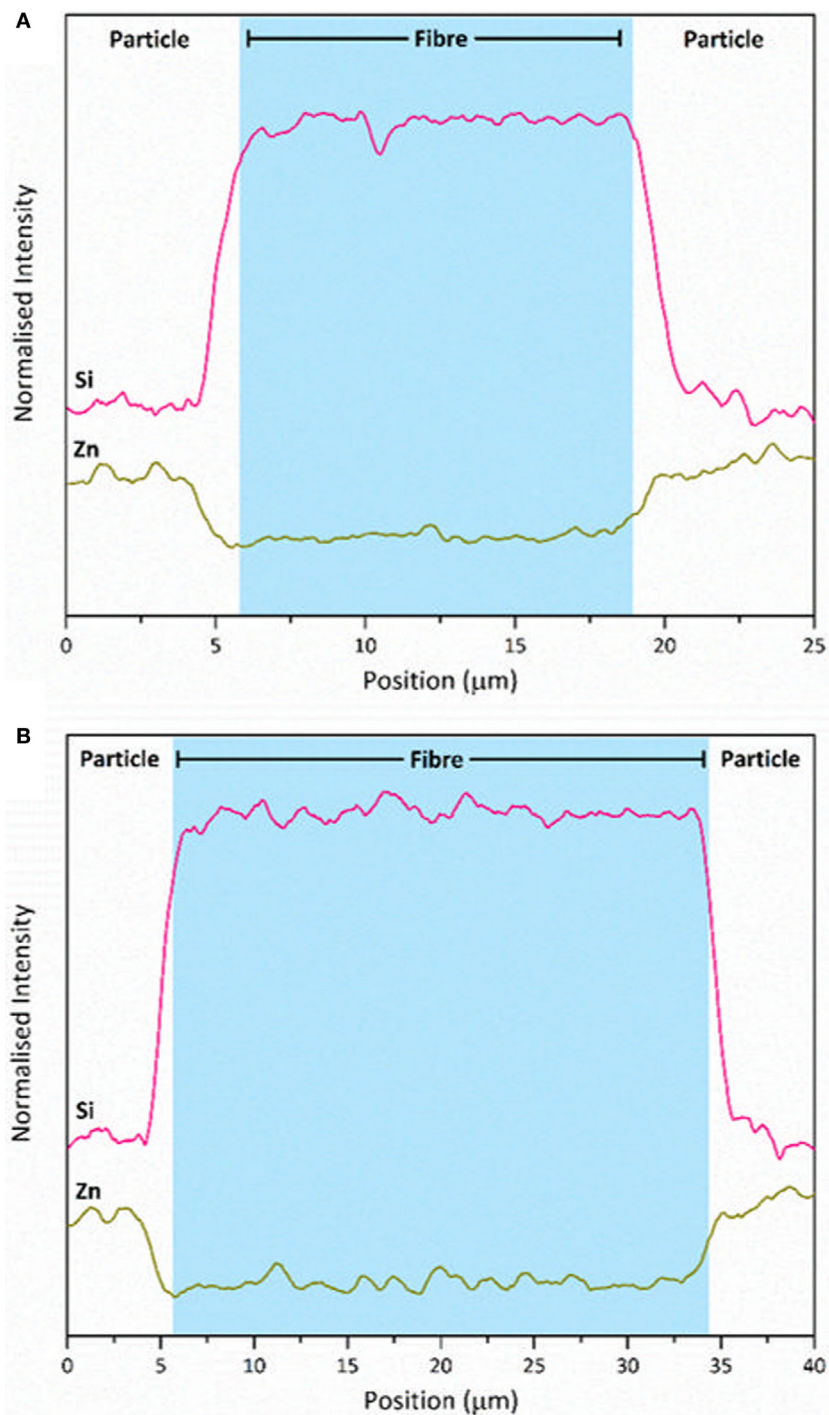 A
Particle Fibre Particle
Normalised Intensity
Si
Zn
0 5 10 15 20 25
Position (μm)
B
Particle Fibre Particle
Normalised Intensity
Si
Zn
0 5 10 15 20 25 30 35 40
Position (μm)